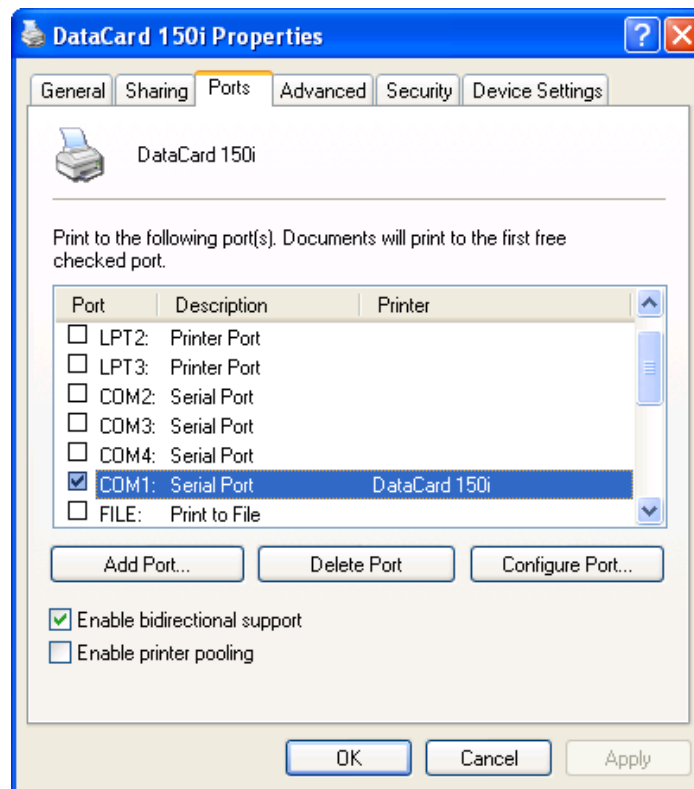 DataCard 150i Properties
General Sharing Ports Advanced Security Device Settings
DataCard 150i
Print to the following port(s). Documents will print to the first free
checked port.
Port Description Printer
LPT2: Printer Port
LPT3: Printer Port
COM2: Serial Port
COM3: Serial Port
COM4: Serial Port
COM1: Serial Port DataCard 150i
FILE: Print to File
Add Port... Delete Port Configure Port...
Enable bidirectional support
Enable printer pooling
OK Cancel Apply